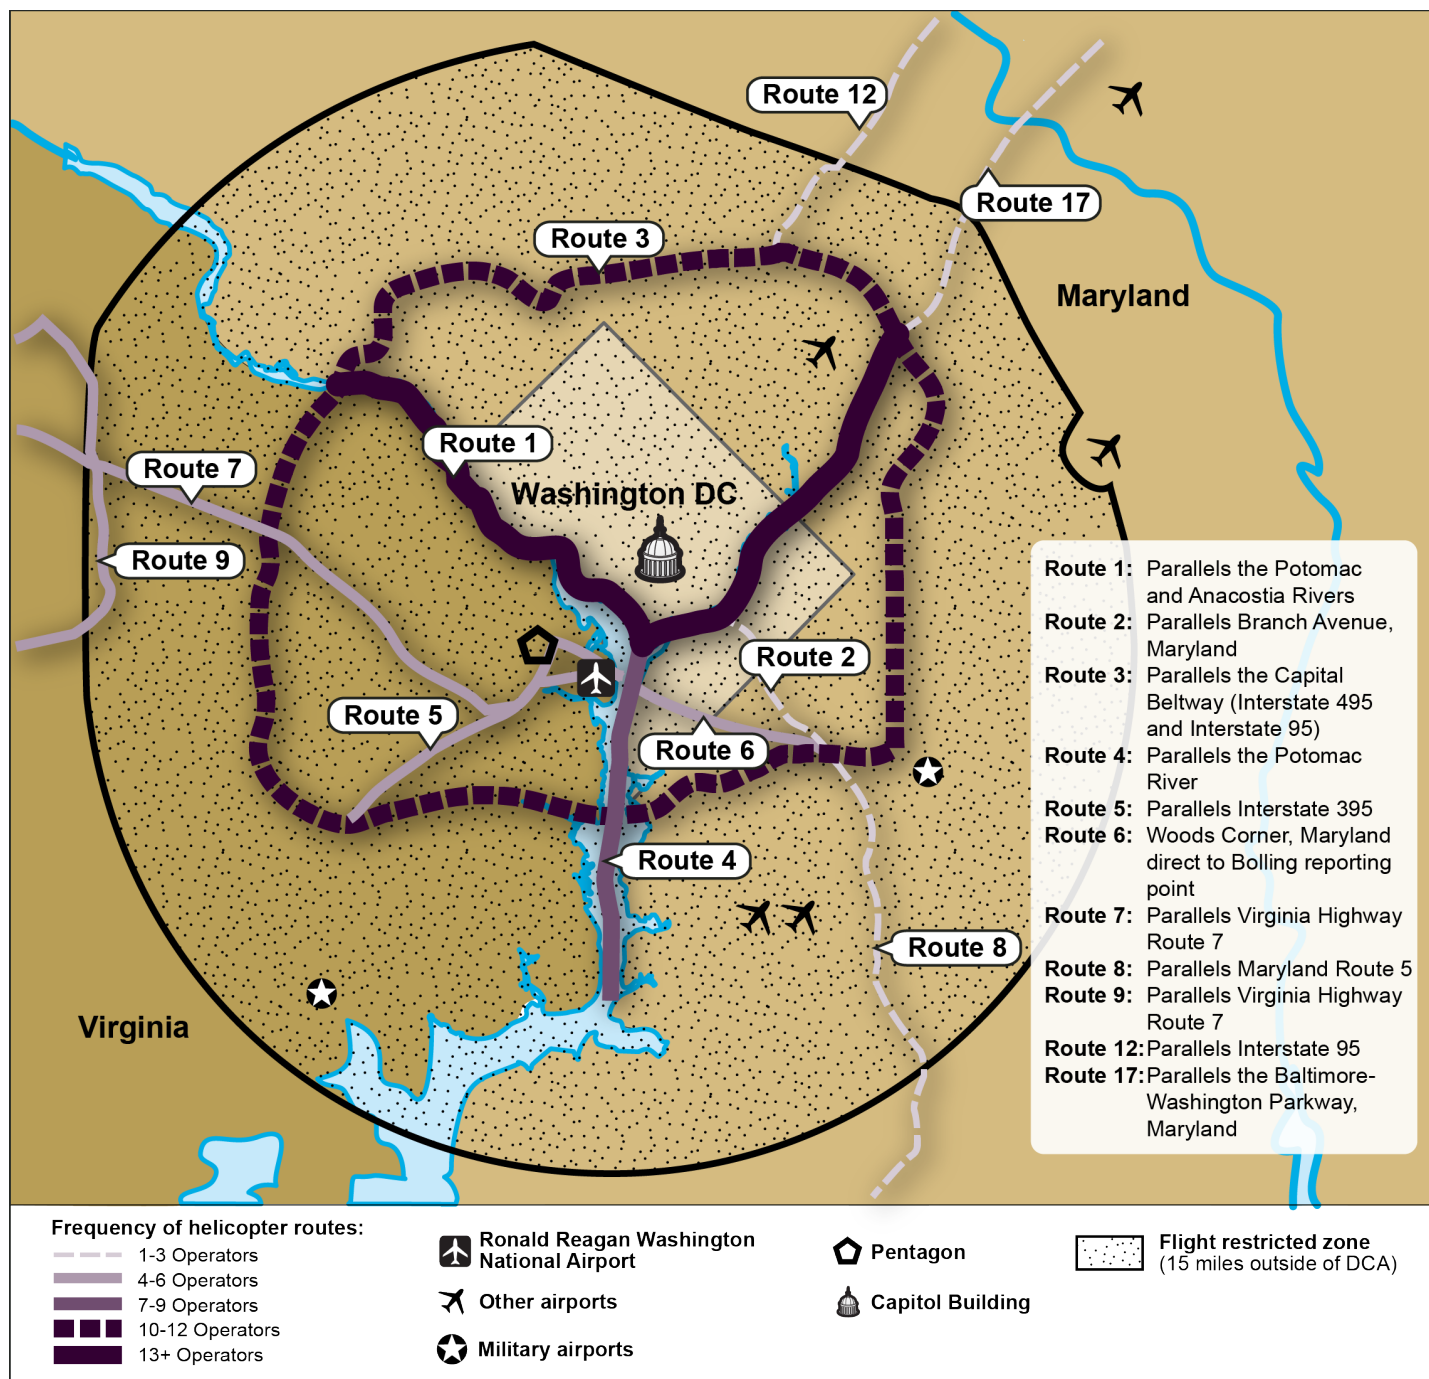 Route 12
Route 17
Route 3
Maryland
Route 1
Route 7
Washington DC
Route 9
Route 2
Route 5
Route 6
Route 4
Route 8
Virginia
Route 1: Parallels the Potomac
and Anacostia Rivers
Route 2: Parallels Branch Avenue,
Maryland
Route 3: Parallels the Capital
Beltway (Interstate 495
and Interstate 95)
Route 4: Parallels the Potomac
River
Route 5: Parallels Interstate 395
Route 6: Woods Corner, Maryland
direct to Bolling reporting
point
Route 7: Parallels Virginia Highway
Route 7
Route 8: Parallels Maryland Route 5
Route 9: Parallels Virginia Highway
Route 7
Route 12: Parallels Interstate 95
Route 17: Parallels the Baltimore-
Washington Parkway,
Maryland
Frequency of helicopter routes:
1-3 Operators
4-6 Operators
7-9 Operators
10-12 Operators
13+ Operators
Ronald Reagan Washington
National Airport
Other airports
Military airports
Pentagon
Capitol Building
Flight restricted zone
(15 miles outside of DCA)